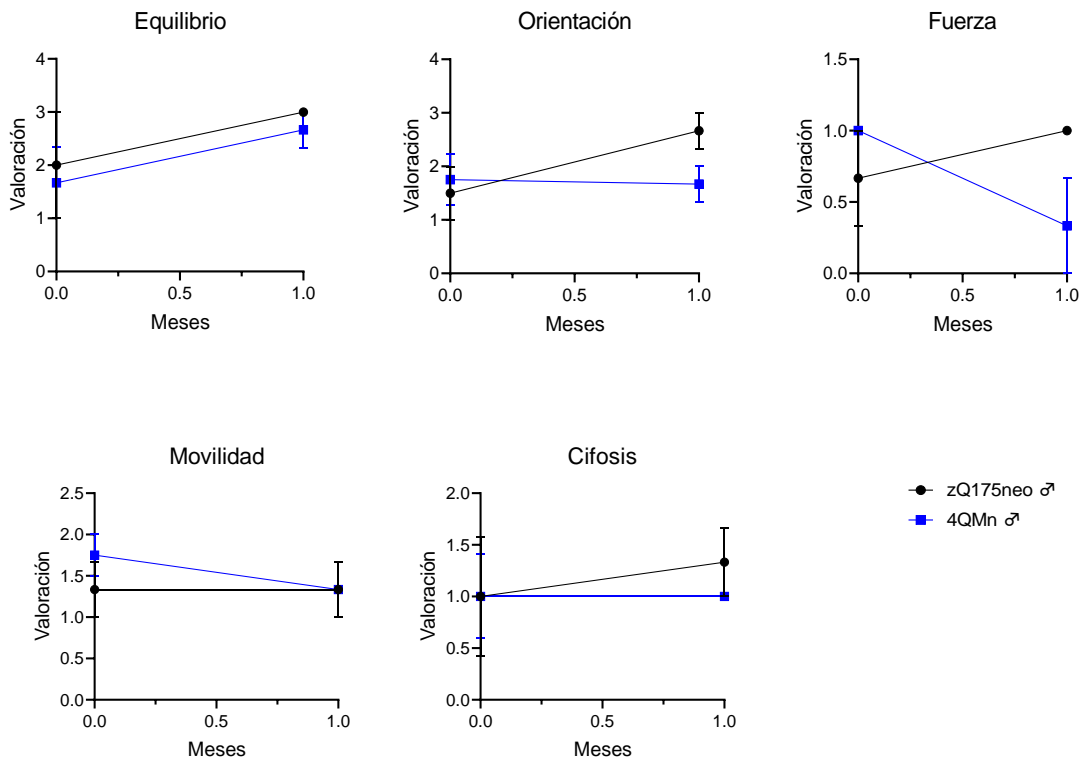 Equilibrio
4
3
2
1
0
0.0
0.5
1.0
Valoración
Meses
Orientación
4
3
2
1
0
0.0
0.5
1.0
Valoración
Meses
Fuerza
1.5
1.0
0.5
0.0
0.0
0.5
1.0
Valoración
Meses
Movilidad
2.5
2.0
1.5
1.0
0.5
0.0
0.0
0.5
1.0
Valoración
Meses
Cifosis
2.0
1.5
1.0
0.5
0.0
0.0
0.5
1.0
Valoración
Meses
zQ175neo ♂
4QMn ♂